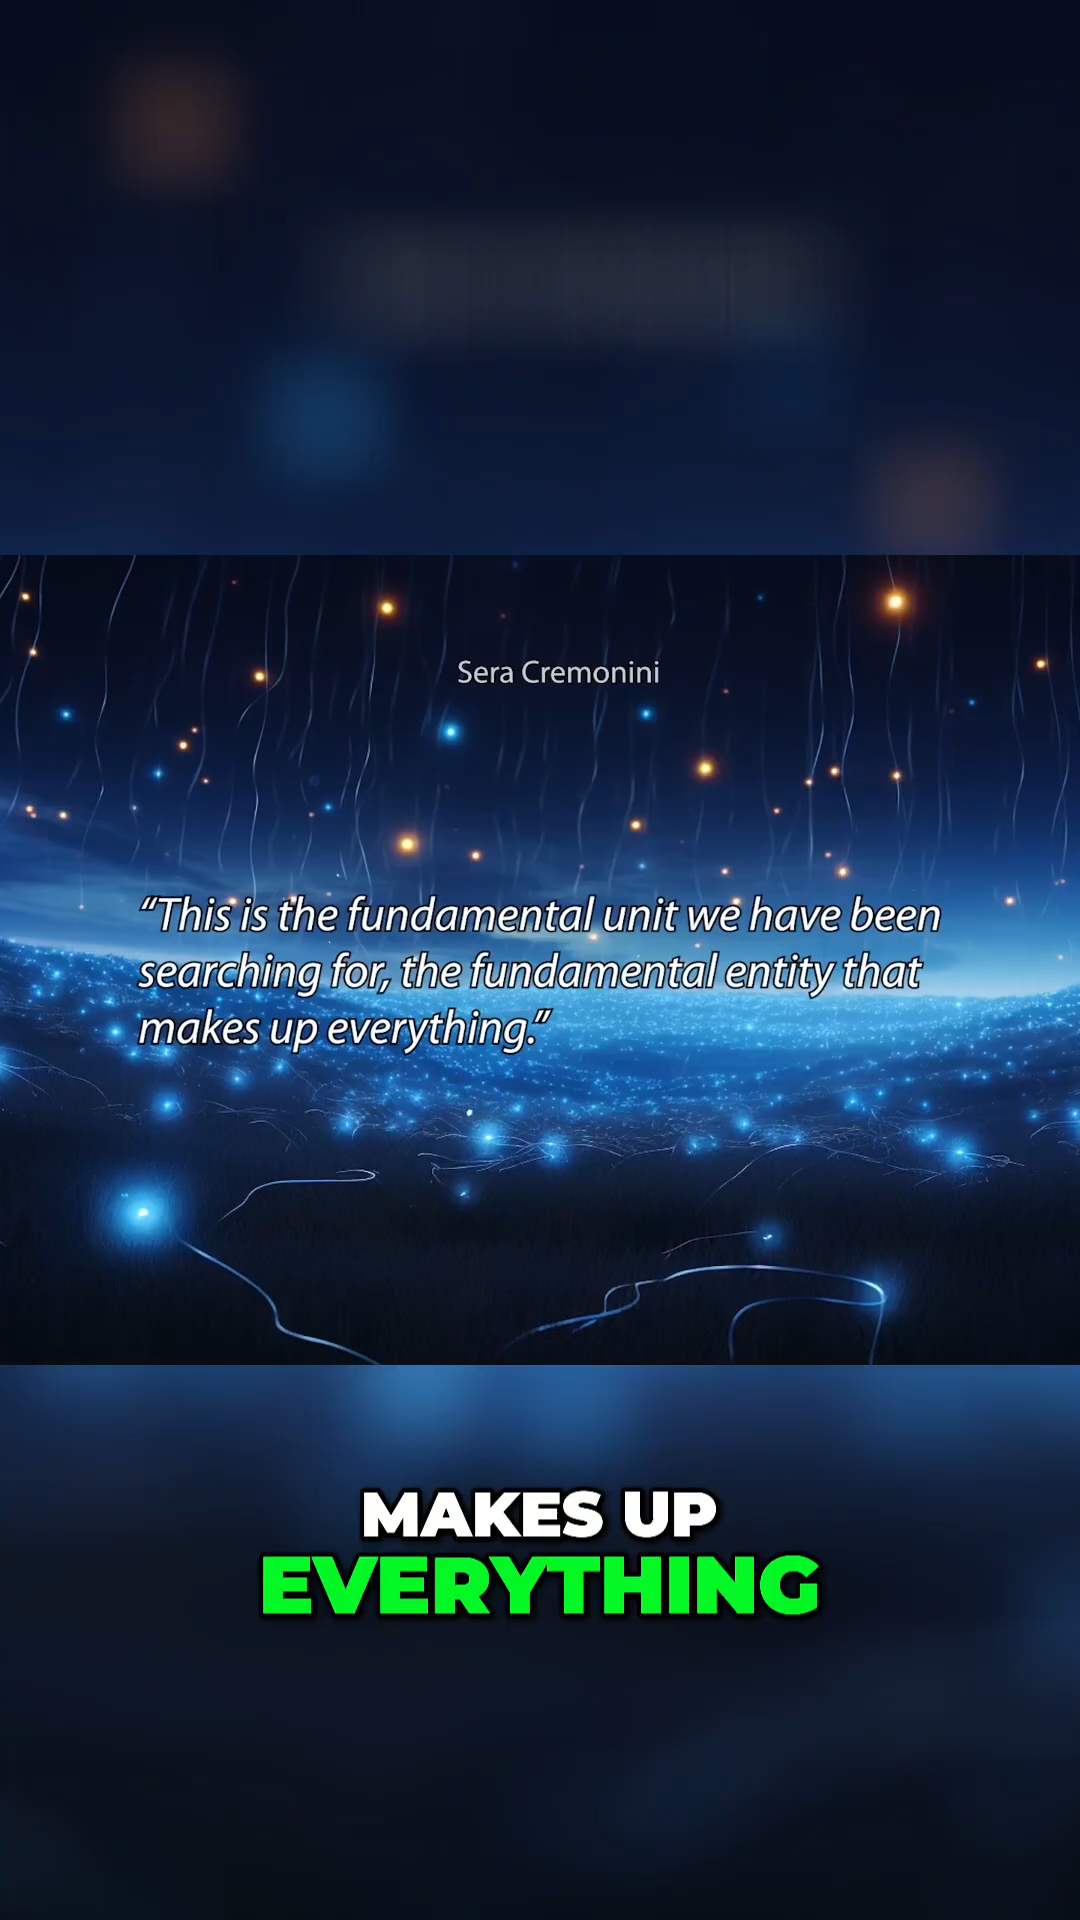 Sera Cremonini
“This is the fundamental unit we have been
searching for, the fundamental entity that
makes up everything.”
MAKES UP
EVERYTHING